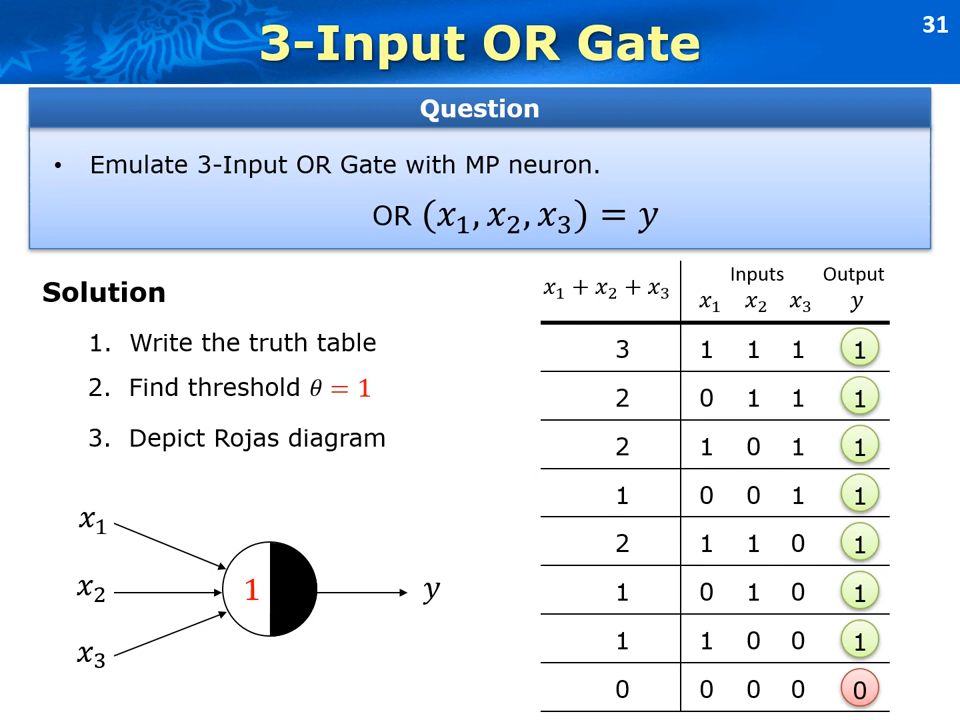 3-Input OR Gate
31
Question
• Emulate 3-Input OR Gate with MP neuron.
OR (x₁, x₂, x₃) = y
Solution
1. Write the truth table
2. Find threshold θ = 1
3. Depict Rojas diagram
x₁
x₂
x₃
1
y
Inputs Output
x₁ + x₂ + x₃ x₁ x₂ x₃ y
3 1 1 1 1
2 0 1 1 1
2 1 0 1 1
1 0 0 1 1
2 1 1 0 1
1 0 1 0 1
1 1 0 0 1
0 0 0 0 0